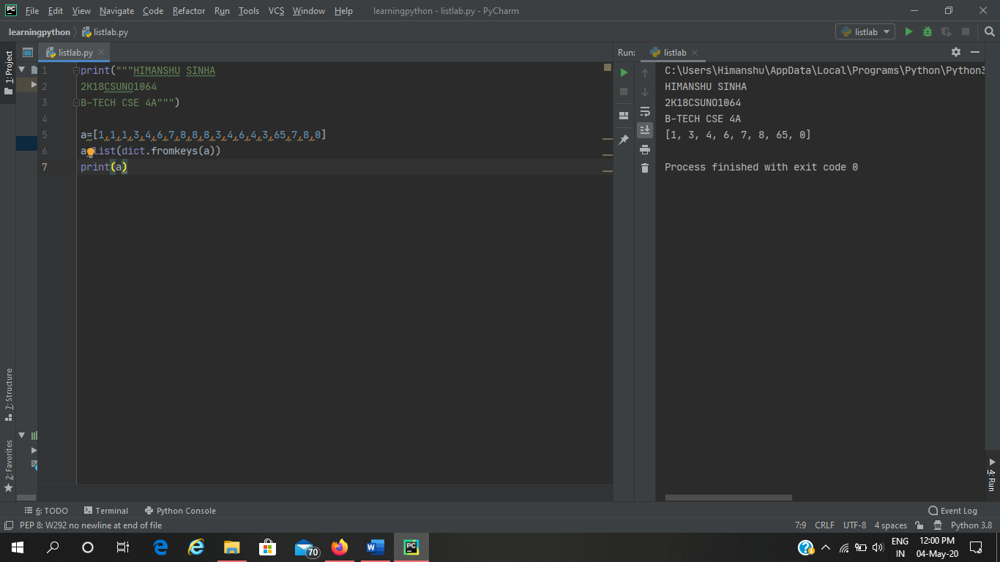 PC File Edit View Navigate Code Refactor Run Tools VCS Window Help learningpython - listlab.py - PyCharm
learningpython listlab.py listlab
1: Project
listlab.py
1 print("""HIMANSHU SINHA
2 2K18CSUNO1064
3 B-TECH CSE 4A""")
4
5 a=[1,1,1,3,4,6,7,8,8,8,3,4,6,4,3,65,7,8,0]
6 a list(dict.fromkeys(a))
7 print(a)
Run: listlab
C:\Users\Himanshu\AppData\Local\Programs\Python\Python3
HIMANSHU SINHA
2K18CSUNO1064
B-TECH CSE 4A
[1, 3, 4, 6, 7, 8, 65, 0]
Process finished with exit code 0
7: Structure
2: Favorites
4: Run
6: TODO Terminal Python Console Event Log
PEP 8: W292 no newline at end of file 7:9 CRLF UTF-8 4 spaces Python 3.8
70 W PC ENG 12:00 PM
IN 04-May-20